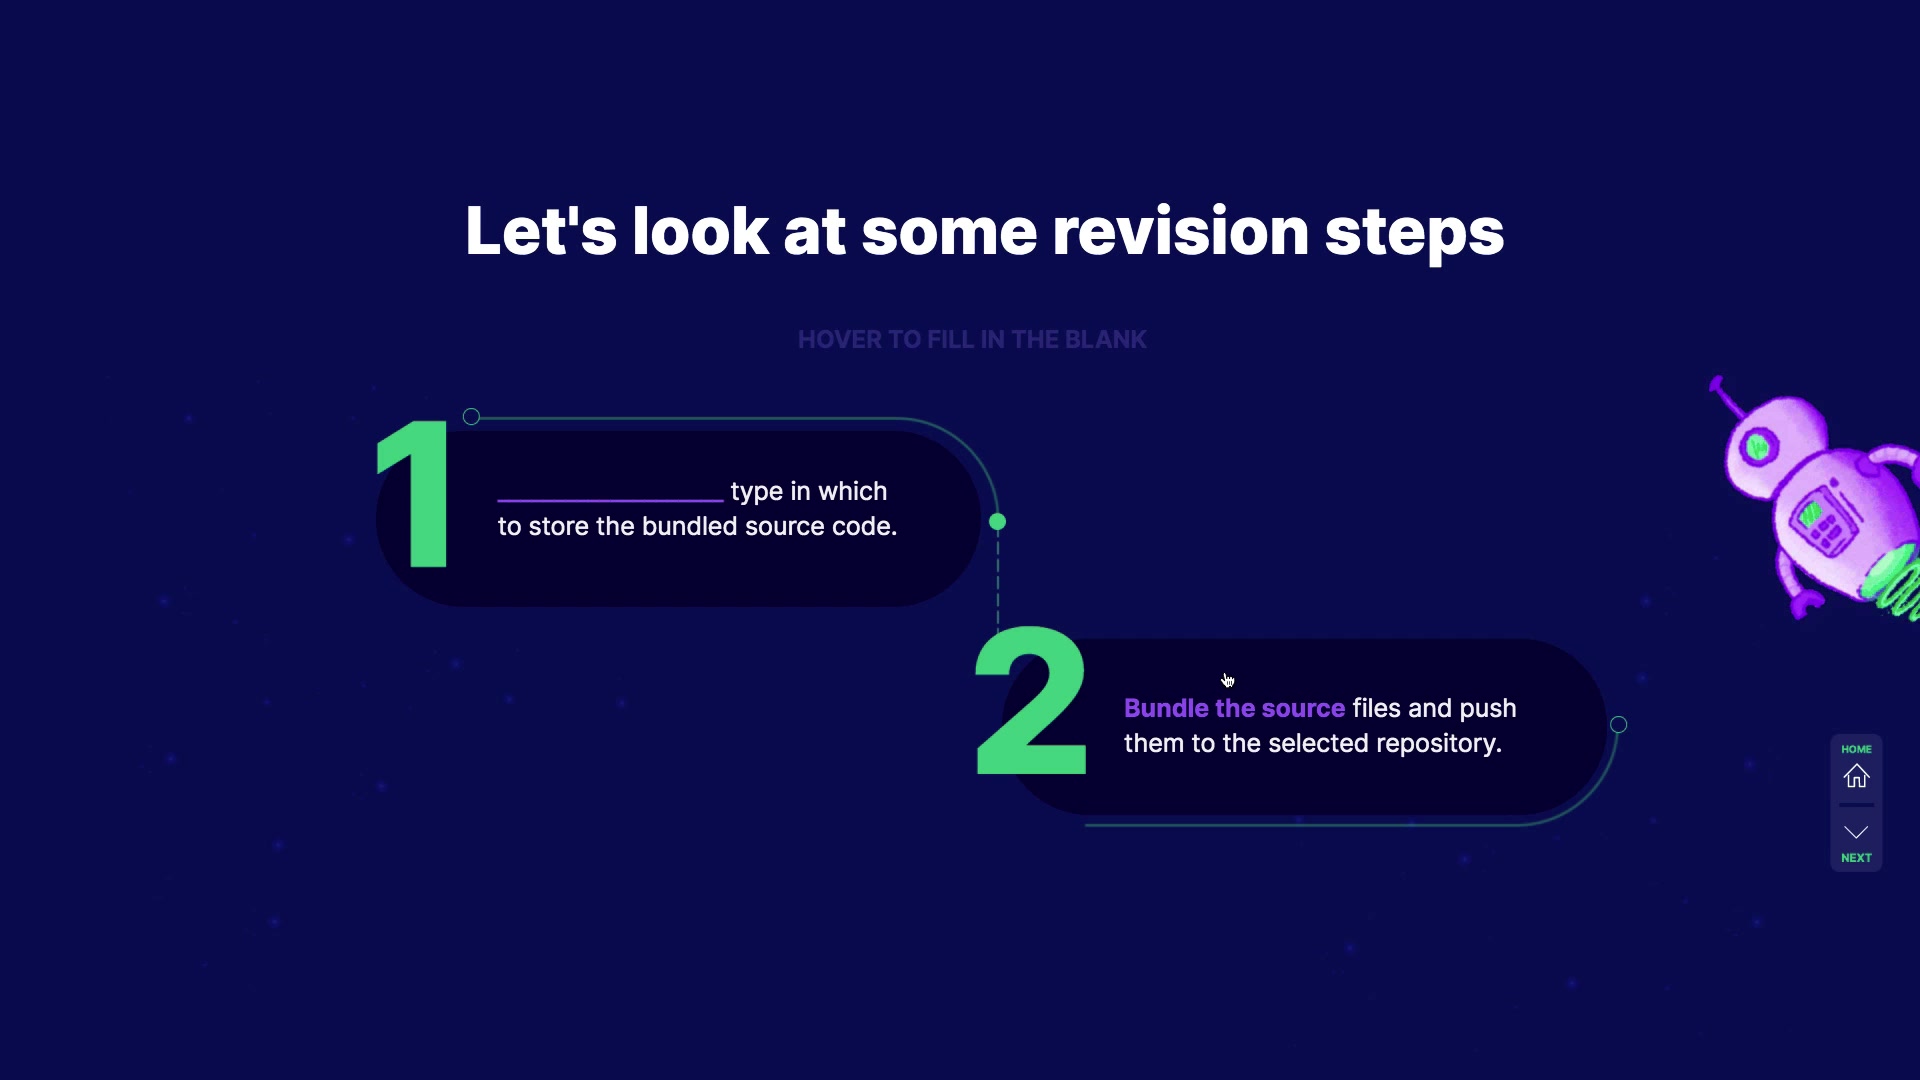 Let's look at some revision steps
HOVER TO FILL IN THE BLANK
1
_________________ type in which
to store the bundled source code.
2
Bundle the source files and push
them to the selected repository.
HOME
NEXT